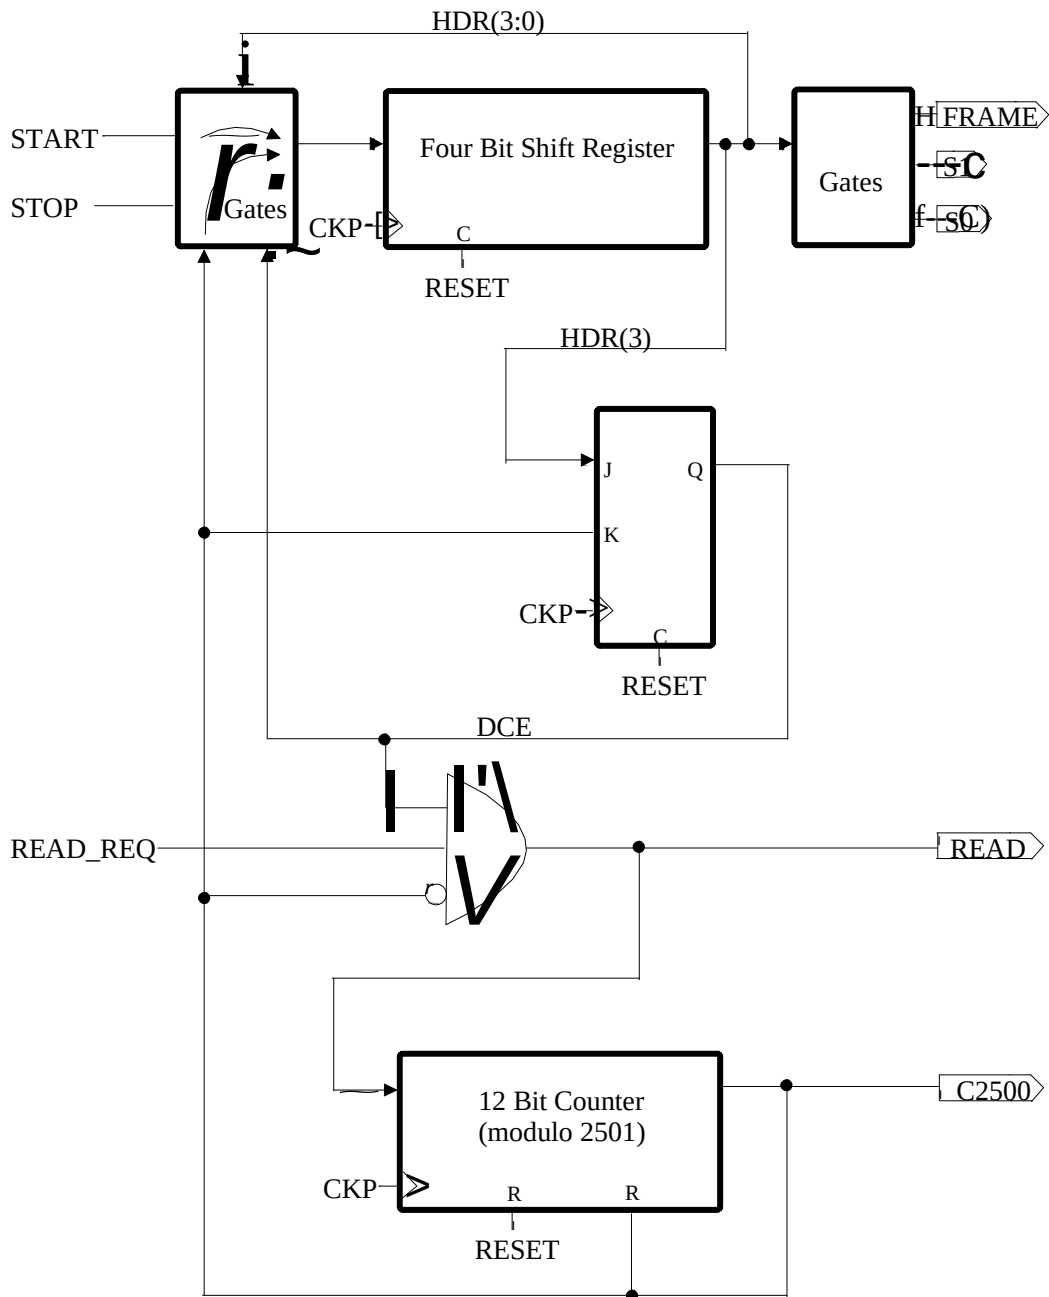 HDR(3:0)
START
STOP
Gates
Four Bit Shift Register
CKP
C
RESET
Gates
FRAME
S1
S0
HDR(3)
J
Q
K
CKP
C
RESET
DCE
READ_REQ
READ
12 Bit Counter
(modulo 2501)
C2500
CKP
R
R
RESET